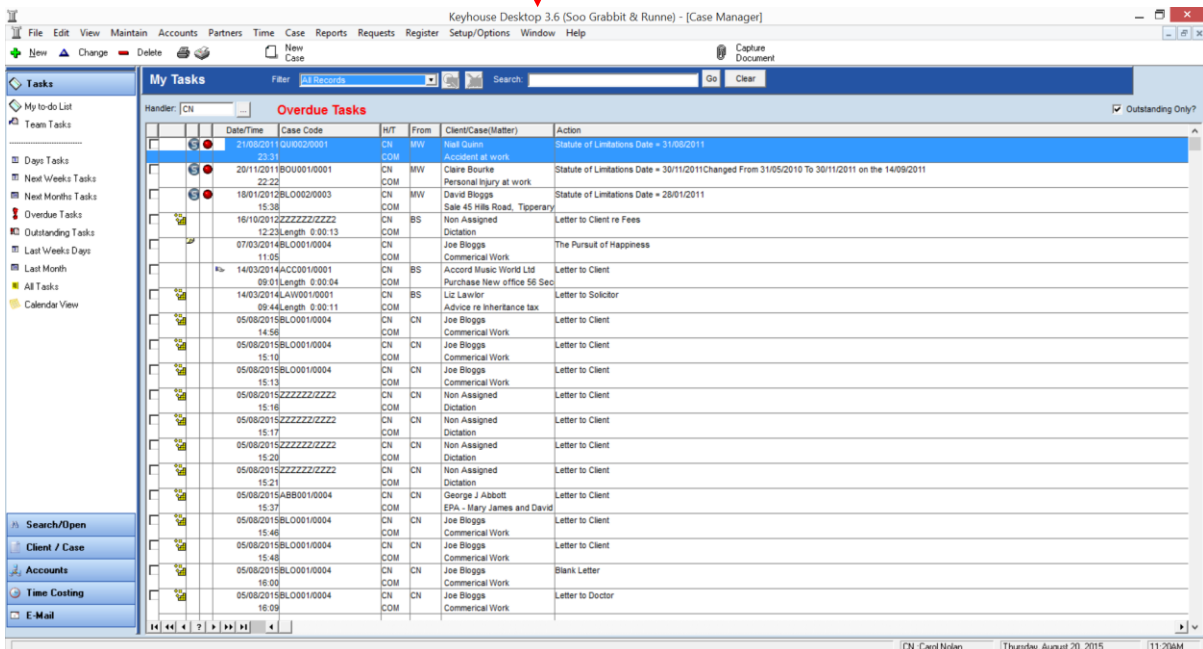 Keyhouse Desktop 3.6 (Soo Grabbit & Runne) - [Case Manager]
File Edit View Maintain Accounts Partners Time Case Reports Requests Register Setup/Options Window Help
New Change Delete New Case Capture Document
Tasks
My to-do List
Team Tasks
Days Tasks
Next Weeks Tasks
Next Months Tasks
Overdue Tasks
Outstanding Tasks
Last Weeks Days
Last Month
All Tasks
Calendar View
Search/Open
Client / Case
Accounts
Time Costing
E-Mail
My Tasks Filter All Records Search: Go Clear
Handler: CN ... Overdue Tasks Outstanding Only?
Date/Time Case Code H/T From Client/Case(Matter) Action
21/08/2011 QUI002/0001 CN MW Niall Quinn Statute of Limitations Date = 31/08/2011
23:31 COM Accident at work
20/11/2011 BOU001/0001 CN MW Claire Bourke Statute of Limitations Date = 30/11/2011Changed From 31/05/2010 To 30/11/2011 on the 14/09/2011
22:22 COM Personal Injury at work
18/01/2012 BLO002/0003 CN MW David Bloggs Statute of Limitations Date = 28/01/2011
15:38 COM Sale 45 Hills Road, Tipperary
16/10/2012 ZZZZZZ/ZZZ2 CN BS Non Assigned Letter to Client re Fees
12:23 Length 0:00:13 COM Dictation
07/03/2014 BLO001/0004 CN Joe Bloggs The Pursuit of Happiness
11:05 COM Commerical Work
14/03/2014 ACC001/0001 CN BS Accord Music World Ltd Letter to Client
09:01 Length 0:00:04 COM Purchase New office 56 Sec
14/03/2014 LAW001/0001 CN BS Liz Lawlor Letter to Solicitor
09:44 Length 0:00:11 COM Advice re Inheritance tax
05/08/2015 BLO001/0004 CN CN Joe Bloggs Letter to Client
14:56 COM Commerical Work
05/08/2015 BLO001/0004 CN CN Joe Bloggs Letter to Client
15:10 COM Commerical Work
05/08/2015 BLO001/0004 CN CN Joe Bloggs Letter to Client
15:13 COM Commerical Work
05/08/2015 ZZZZZZ/ZZZ2 CN CN Non Assigned Letter to Client
15:16 COM Dictation
05/08/2015 ZZZZZZ/ZZZ2 CN CN Non Assigned Letter to Client
15:17 COM Dictation
05/08/2015 ZZZZZZ/ZZZ2 CN CN Non Assigned Letter to Client
15:20 COM Dictation
05/08/2015 ZZZZZZ/ZZZ2 CN CN Non Assigned Letter to Client
15:21 COM Dictation
05/08/2015 ABB001/0004 CN CN George J Abbott Letter to Client
15:37 COM EPA - Mary James and David
05/08/2015 BLO001/0004 CN CN Joe Bloggs Letter to Client
15:46 COM Commerical Work
05/08/2015 BLO001/0004 CN CN Joe Bloggs Letter to Client
15:48 COM Commerical Work
05/08/2015 BLO001/0004 CN CN Joe Bloggs Blank Letter
16:00 COM Commerical Work
05/08/2015 BLO001/0004 CN CN Joe Bloggs Letter to Doctor
16:09 COM Commerical Work
CN :Carol Nolan Thursday, August 20, 2015 11:20AM